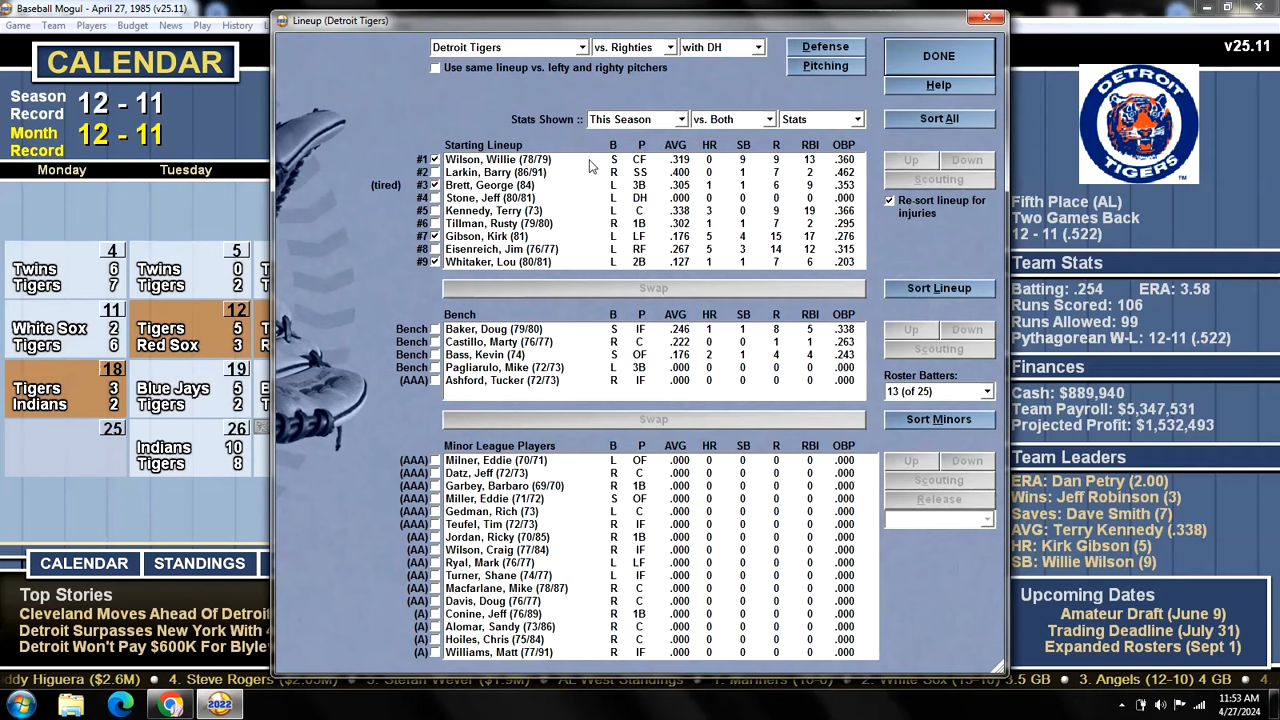 Baseball Mogul - April 27, 1985 (v25.11)
Game Team Players Budget News Play History
Lineup (Detroit Tigers)
CALENDAR
v25.11
Season Record 12 - 11
Month Record 12 - 11
Monday Tuesday
4 5
Twins 6 Twins 0
Tigers 7 Tigers 2
11 12
White Sox 2 Tigers 5
Tigers 6 Red Sox 3
18 19
Tigers 3 Blue Jays 5
Indians 2 Tigers 2
25 26
Indians 10
Tigers 8
CALENDAR STANDINGS
Top Stories
Cleveland Moves Ahead Of Detroit
Detroit Surpasses New York With
Detroit Won't Pay $600K For
Detroit Tigers vs. Righties with DH
Defense
Pitching
DONE
Help
Use same lineup vs. lefty and righty pitchers
Stats Shown :: This Season vs. Both Stats
Sort All
Starting Lineup B P AVG HR SB R RBI OBP
#1 Wilson, Willie (78/79) S CF .319 0 9 13 .360
#2 Larkin, Barry (86/91) R SS .400 0 1 7 2 .462
(tired) #3 Brett, George (84) L 3B .305 1 1 6 9 .353
#4 Stone, Jeff (80/81) L DH .000 0 0 0 0 .000
#5 Kennedy, Terry (73) L C .338 3 0 9 19 .366
#6 Tillman, Rusty (79/80) R 1B .302 1 1 7 2 .295
#7 Gibson, Kirk (81) L LF .176 5 4 15 17 .276
#8 Eisenreich, Jim (76/77) L RF .267 5 3 14 12 .315
#9 Whitaker, Lou (80/81) L 2B .127 1 1 7 6 .203
Up Down
Scouting
Re-sort lineup for injuries
Swap
Sort Lineup
Bench B P AVG HR SB R RBI OBP
Bench Baker, Doug (79/80) S IF .246 1 1 8 5 .338
Bench Castillo, Marty (76/77) R C .222 0 0 1 1 .263
Bench Bass, Kevin (74) S OF .176 2 1 4 4 .243
Bench Pagliarulo, Mike (72/73) L 3B .000 0 0 0 0 .000
(AAA) Ashford, Tucker (72/73) R IF .000 0 0 0 0 .000
Up Down
Scouting
Roster Batters:
13 (of 25)
Swap
Sort Minors
Minor League Players B P AVG HR SB R RBI OBP
(AAA) Milner, Eddie (70/71) L OF .000 0 0 0 0 .000
(AAA) Datz, Jeff (72/73) R C .000 0 0 0 0 .000
(AAA) Garbey, Barbaro (69/70) R 1B .000 0 0 0 0 .000
(AAA) Miller, Eddie (71/72) S OF .000 0 0 0 0 .000
(AAA) Gedman, Rich (73) L C .000 0 0 0 0 .000
(AAA) Teufel, Tim (72/73) R IF .000 0 0 0 0 .000
(AA) Jordan, Ricky (70/85) R 1B .000 0 0 0 0 .000
(AA) Wilson, Craig (77/84) R IF .000 0 0 0 0 .000
(AA) Ryal, Mark (76/77) L LF .000 0 0 0 0 .000
(AA) Turner, Shane (74/77) L IF .000 0 0 0 0 .000
(AA) Macfarlane, Mike (78/87) R C .000 0 0 0 0 .000
(AA) Davis, Doug (76/77) R C .000 0 0 0 0 .000
(A) Conine, Jeff (76/89) R 1B .000 0 0 0 0 .000
(A) Alomar, Sandy (73/86) R C .000 0 0 0 0 .000
(A) Hoiles, Chris (75/84) R C .000 0 0 0 0 .000
(A) Williams, Matt (77/91) R IF .000 0 0 0 0 .000
Up Down
Scouting
Release
DETROIT TIGERS
Fifth Place (AL)
Two Games Back
12 - 11 (.522)
Team Stats
Batting: .254 ERA: 3.58
Runs Scored: 106
Runs Allowed: 99
Pythagorean W-L: 12-11 (.522)
Finances
Cash: $889,940
Team Payroll: $5,347,531
Projected Profit: $1,532,493
Team Leaders
ERA: Dan Petry (2.00)
Wins: Jeff Robinson (3)
Saves: Dave Smith (7)
AVG: Terry Kennedy (.338)
HR: Kirk Gibson (5)
SB: Willie Wilson (9)
Upcoming Dates
Amateur Draft (June 9)
Trading Deadline (July 31)
Expanded Rosters (Sept 1)
Higuera ($2.6M) 4. Steve Rogers 3.5 GB 3. Angels (12-10) 4 GB
2022
11:53 AM
4/27/2024